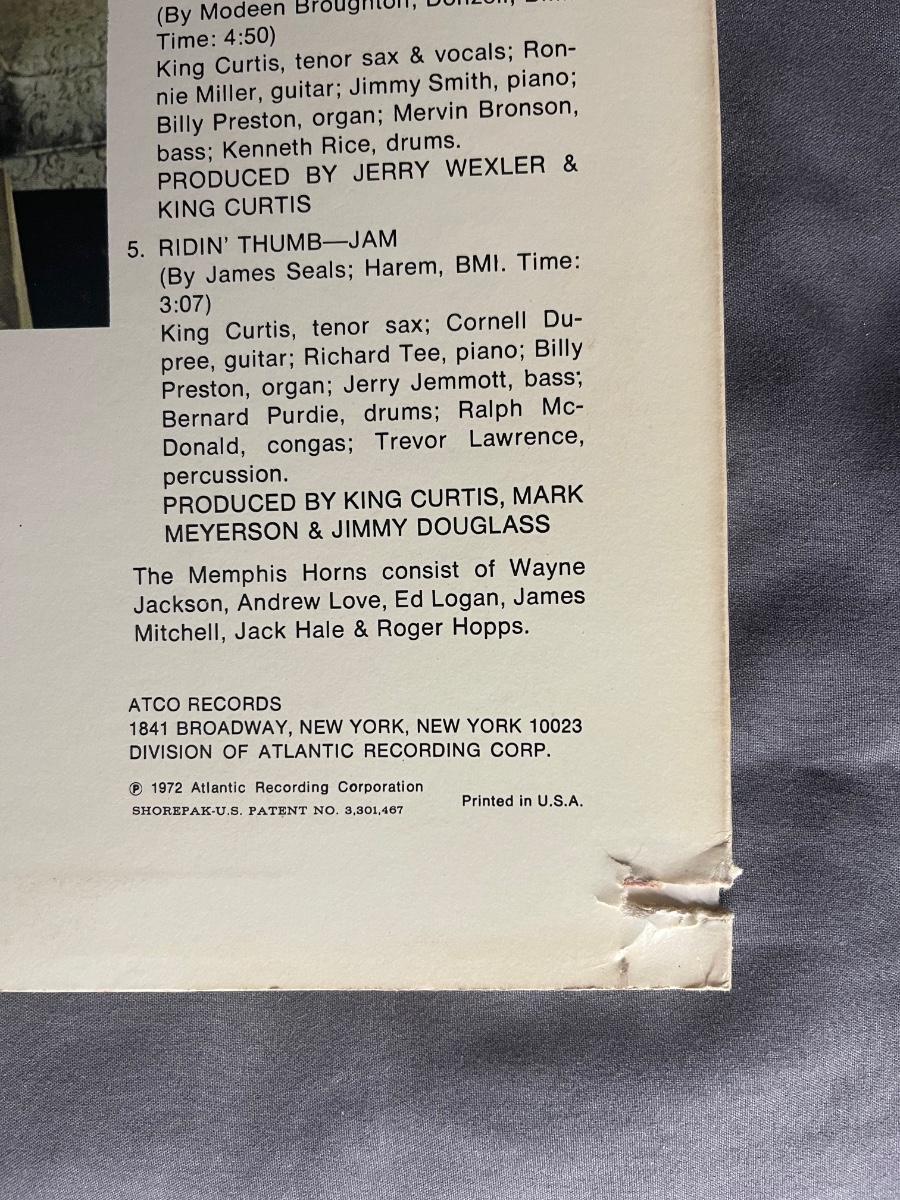 (By Modeen Broughton; Donzell, BMI.
Time: 4:50)
King Curtis, tenor sax & vocals; Ron-
nie Miller, guitar; Jimmy Smith, piano;
Billy Preston, organ; Mervin Bronson,
bass; Kenneth Rice, drums.
PRODUCED BY JERRY WEXLER &
KING CURTIS
5. RIDIN' THUMB—JAM
(By James Seals; Harem, BMI. Time:
3:07)
King Curtis, tenor sax; Cornell Du-
pree, guitar; Richard Tee, piano; Billy
Preston, organ; Jerry Jemmott, bass;
Bernard Purdie, drums; Ralph Mc-
Donald, congas; Trevor Lawrence,
percussion.
PRODUCED BY KING CURTIS, MARK
MEYERSON & JIMMY DOUGLASS
The Memphis Horns consist of Wayne
Jackson, Andrew Love, Ed Logan, James
Mitchell, Jack Hale & Roger Hopps.
ATCO RECORDS
1841 BROADWAY, NEW YORK, NEW YORK 10023
DIVISION OF ATLANTIC RECORDING CORP.
℗ 1972 Atlantic Recording Corporation
SHOREPAK-U.S. PATENT NO. 3,301,467
Printed in U.S.A.